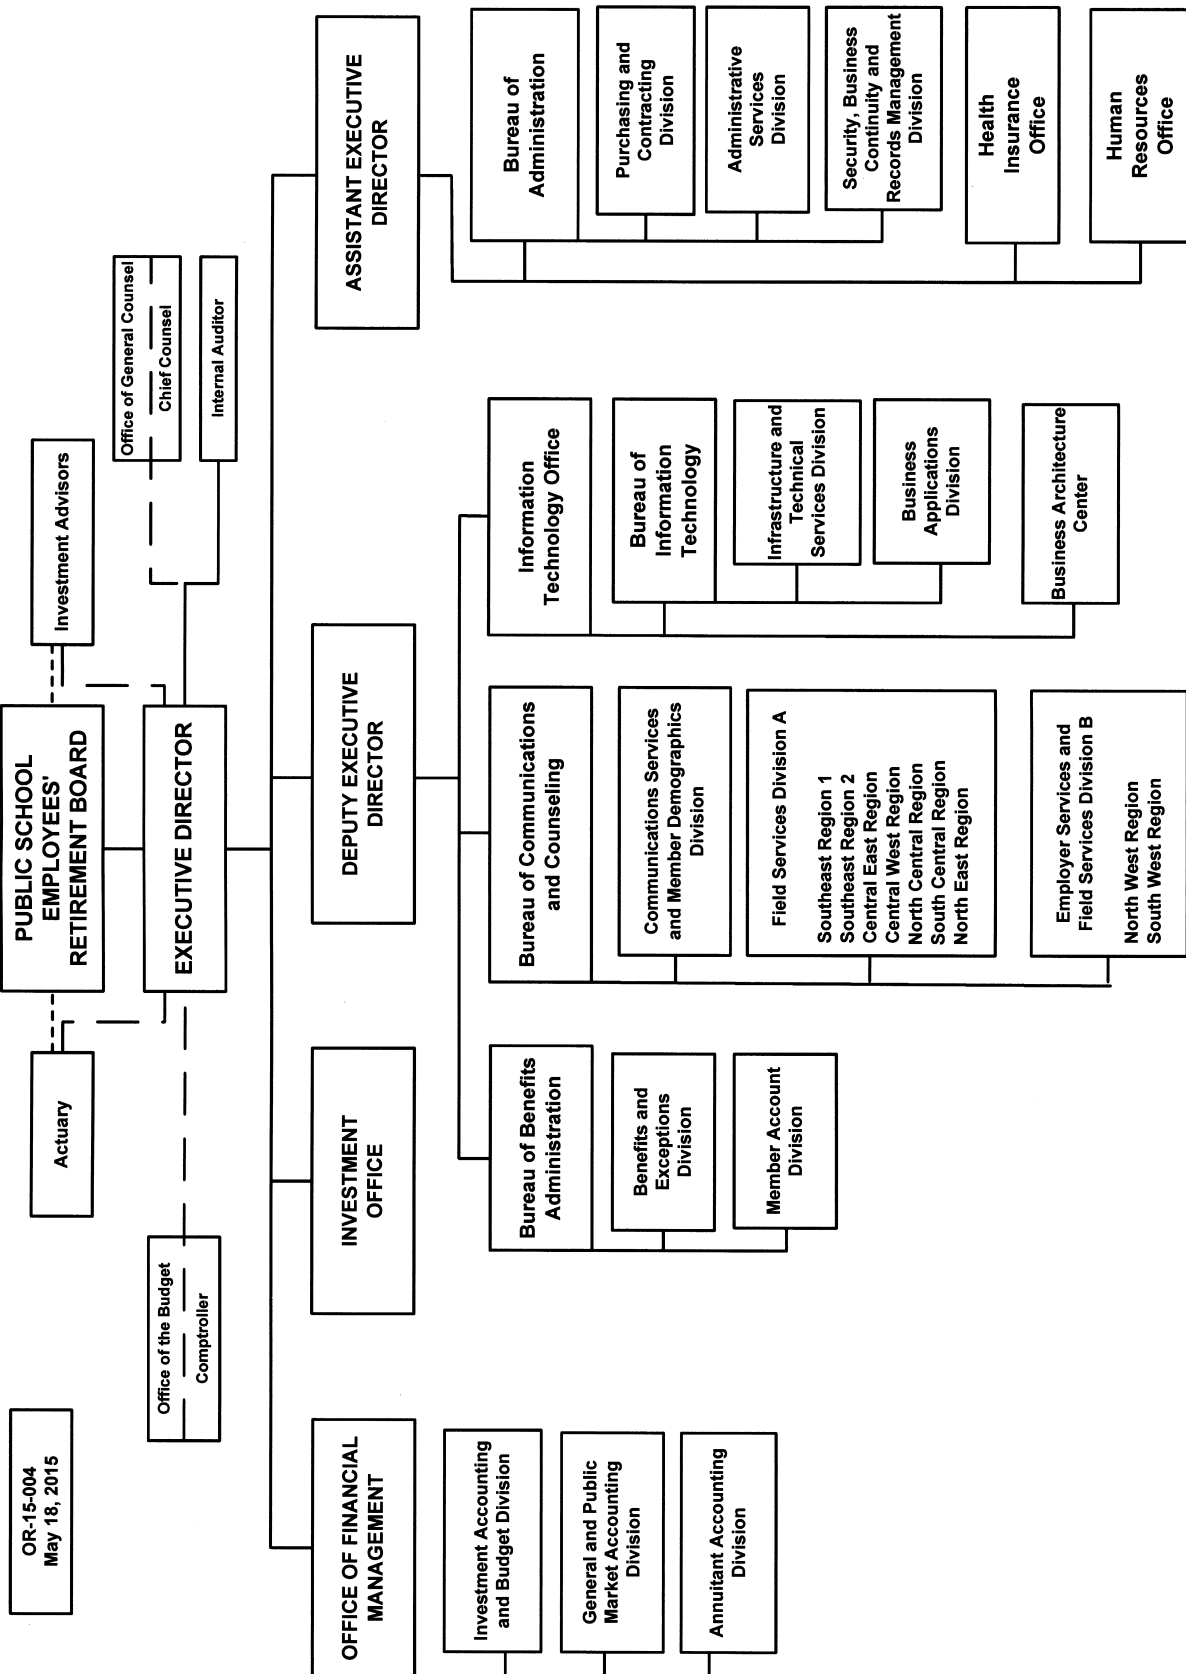 OR-15-004
May 18, 2015
PUBLIC SCHOOL
EMPLOYEES'
RETIREMENT BOARD
Actuary
Investment Advisors
EXECUTIVE DIRECTOR
Office of the Budget
Comptroller
Office of General Counsel
Chief Counsel
Internal Auditor
OFFICE OF FINANCIAL
MANAGEMENT
Investment Accounting
and Budget Division
General and Public
Market Accounting
Division
Annuitant Accounting
Division
INVESTMENT
OFFICE
DEPUTY EXECUTIVE
DIRECTOR
Bureau of Benefits
Administration
Benefits and
Exceptions
Division
Member Account
Division
Bureau of Communications
and Counseling
Communications Services
and Member Demographics
Division
Field Services Division A
Southeast Region 1
Southeast Region 2
Central East Region
Central West Region
North Central Region
South Central Region
North East Region
Employer Services and
Field Services Division B
North West Region
South West Region
Information
Technology Office
Bureau of
Information
Technology
Infrastructure and
Technical
Services Division
Business
Applications
Division
Business Architecture
Center
ASSISTANT EXECUTIVE
DIRECTOR
Bureau of
Administration
Purchasing and
Contracting
Division
Administrative
Services
Division
Security, Business
Continuity and
Records Management
Division
Health
Insurance
Office
Human
Resources
Office